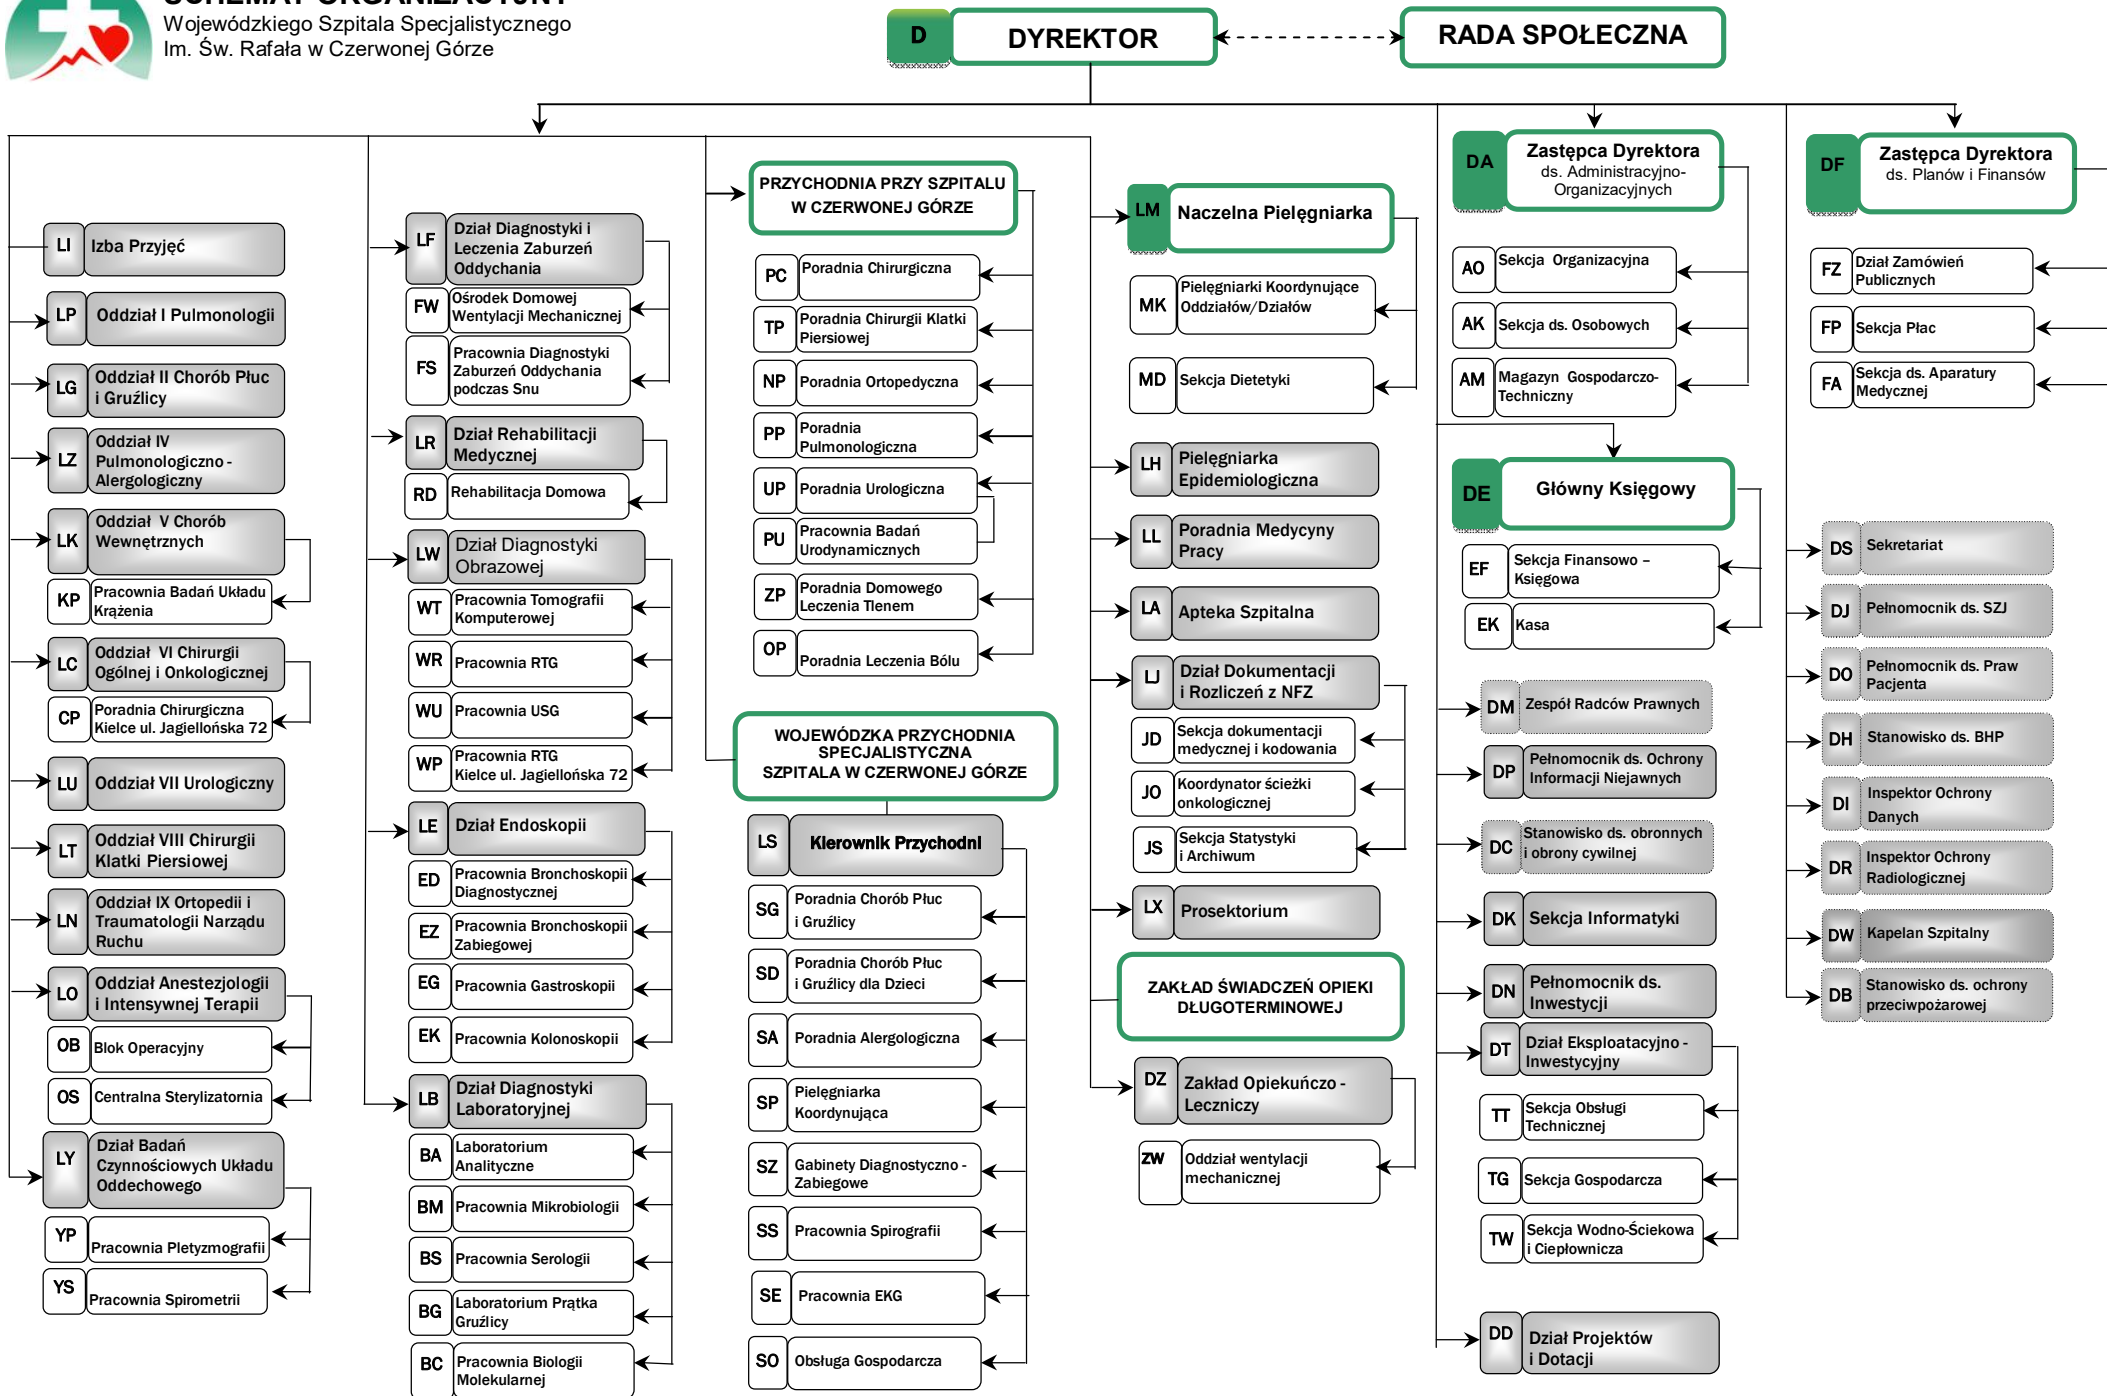 SCHEMAT ORGANIZACYJNY
Wojewódzkiego Szpitala Specjalistycznego
Im. Św. Rafała w Czerwonej Górze
D
DYREKTOR
RADA SPOŁECZNA
LI
Izba Przyjęć
LP
Oddział I Pulmonologii
LG
Oddział II Chorób Płuc
i Gruźlicy
LZ
Oddział IV
Pulmonologiczno -
Alergologiczny
LK
Oddział V Chorób
Wewnętrznych
KP
Pracownia Badań Układu
Krążenia
LC
Oddział VI Chirurgii
Ogólnej i Onkologicznej
CP
Poradnia Chirurgiczna
Kielce ul. Jagiellońska 72
LU
Oddział VII Urologiczny
LT
Oddział VIII Chirurgii
Klatki Piersiowej
LN
Oddział IX Ortopedii i
Traumatologii Narządu
Ruchu
LO
Oddział Anestezjologii
i Intensywnej Terapii
OB
Blok Operacyjny
OS
Centralna Sterylizatornia
LY
Dział Badań
Czynnościowych Układu
Oddechowego
YP
Pracownia Pletyzmografii
YS
Pracownia Spirometrii
LF
Dział Diagnostyki i
Leczenia Zaburzeń
Oddychania
FW
Ośrodek Domowej
Wentylacji Mechanicznej
FS
Pracownia Diagnostyki
Zaburzeń Oddychania
podczas Snu
LR
Dział Rehabilitacji
Medycznej
RD
Rehabilitacja Domowa
LW
Dział Diagnostyki
Obrazowej
WT
Pracownia Tomografii
Komputerowej
WR
Pracownia RTG
WU
Pracownia USG
WP
Pracownia RTG
Kielce ul. Jagiellońska 72
LE
Dział Endoskopii
ED
Pracownia Bronchoskopii
Diagnostycznej
EZ
Pracownia Bronchoskopii
Zabiegowej
EG
Pracownia Gastroskopii
EK
Pracownia Kolonoskopii
LB
Dział Diagnostyki
Laboratoryjnej
BA
Laboratorium
Analityczne
BM
Pracownia Mikrobiologii
BS
Pracownia Serologii
BG
Laboratorium Prątka
Gruźlicy
BC
Pracownia Biologii
Molekularnej
PRZYCHODNIA PRZY SZPITALU
W CZERWONEJ GÓRZE
PC
Poradnia Chirurgiczna
TP
Poradnia Chirurgii Klatki
Piersiowej
NP
Poradnia Ortopedyczna
PP
Poradnia
Pulmonologiczna
UP
Poradnia Urologiczna
PU
Pracownia Badań
Urodynamicznych
ZP
Poradnia Domowego
Leczenia Tlenem
OP
Poradnia Leczenia Bólu
WOJEWÓDZKA PRZYCHODNIA
SPECJALISTYCZNA
SZPITALA W CZERWONEJ GÓRZE
LS
Kierownik Przychodni
SG
Poradnia Chorób Płuc
i Gruźlicy
SD
Poradnia Chorób Płuc
i Gruźlicy dla Dzieci
SA
Poradnia Alergologiczna
SP
Pielęgniarka
Koordynująca
SZ
Gabinety Diagnostyczno -
Zabiegowe
SS
Pracownia Spirografii
SE
Pracownia EKG
SO
Obsługa Gospodarcza
LM
Naczelna Pielęgniarka
MK
Pielęgniarki Koordynujące
Oddziałów/Działów
MD
Sekcja Dietetyki
LH
Pielęgniarka
Epidemiologiczna
LL
Poradnia Medycyny
Pracy
LA
Apteka Szpitalna
LJ
Dział Dokumentacji
i Rozliczeń z NFZ
JD
Sekcja dokumentacji
medycznej i kodowania
JO
Koordynator ścieżki
onkologicznej
JS
Sekcja Statystyki
i Archiwum
LX
Prosektorium
ZAKŁAD ŚWIADCZEŃ OPIEKI
DŁUGOTERMINOWEJ
DZ
Zakład Opiekuńczo -
Leczniczy
ZW
Oddział wentylacji
mechanicznej
DA
Zastępca Dyrektora
ds. Administracyjno-
Organizacyjnych
AO
Sekcja Organizacyjna
AK
Sekcja ds. Osobowych
AM
Magazyn Gospodarczo-
Techniczny
DE
Główny Księgowy
EF
Sekcja Finansowo –
Księgowa
EK
Kasa
DM
Zespół Radców Prawnych
DP
Pełnomocnik ds. Ochrony
Informacji Niejawnych
DC
Stanowisko ds. obronnych
i obrony cywilnej
DK
Sekcja Informatyki
DN
Pełnomocnik ds.
Inwestycji
DT
Dział Eksploatacyjno -
Inwestycyjny
TT
Sekcja Obsługi
Technicznej
TG
Sekcja Gospodarcza
TW
Sekcja Wodno-Ściekowa
i Ciepłownicza
DD
Dział Projektów
i Dotacji
DF
Zastępca Dyrektora
ds. Planów i Finansów
FZ
Dział Zamówień
Publicznych
FP
Sekcja Płac
FA
Sekcja ds. Aparatury
Medycznej
DS
Sekretariat
DJ
Pełnomocnik ds. SZJ
DO
Pełnomocnik ds. Praw
Pacjenta
DH
Stanowisko ds. BHP
DI
Inspektor Ochrony
Danych
DR
Inspektor Ochrony
Radiologicznej
DW
Kapelan Szpitalny
DB
Stanowisko ds. ochrony
przeciwpożarowej